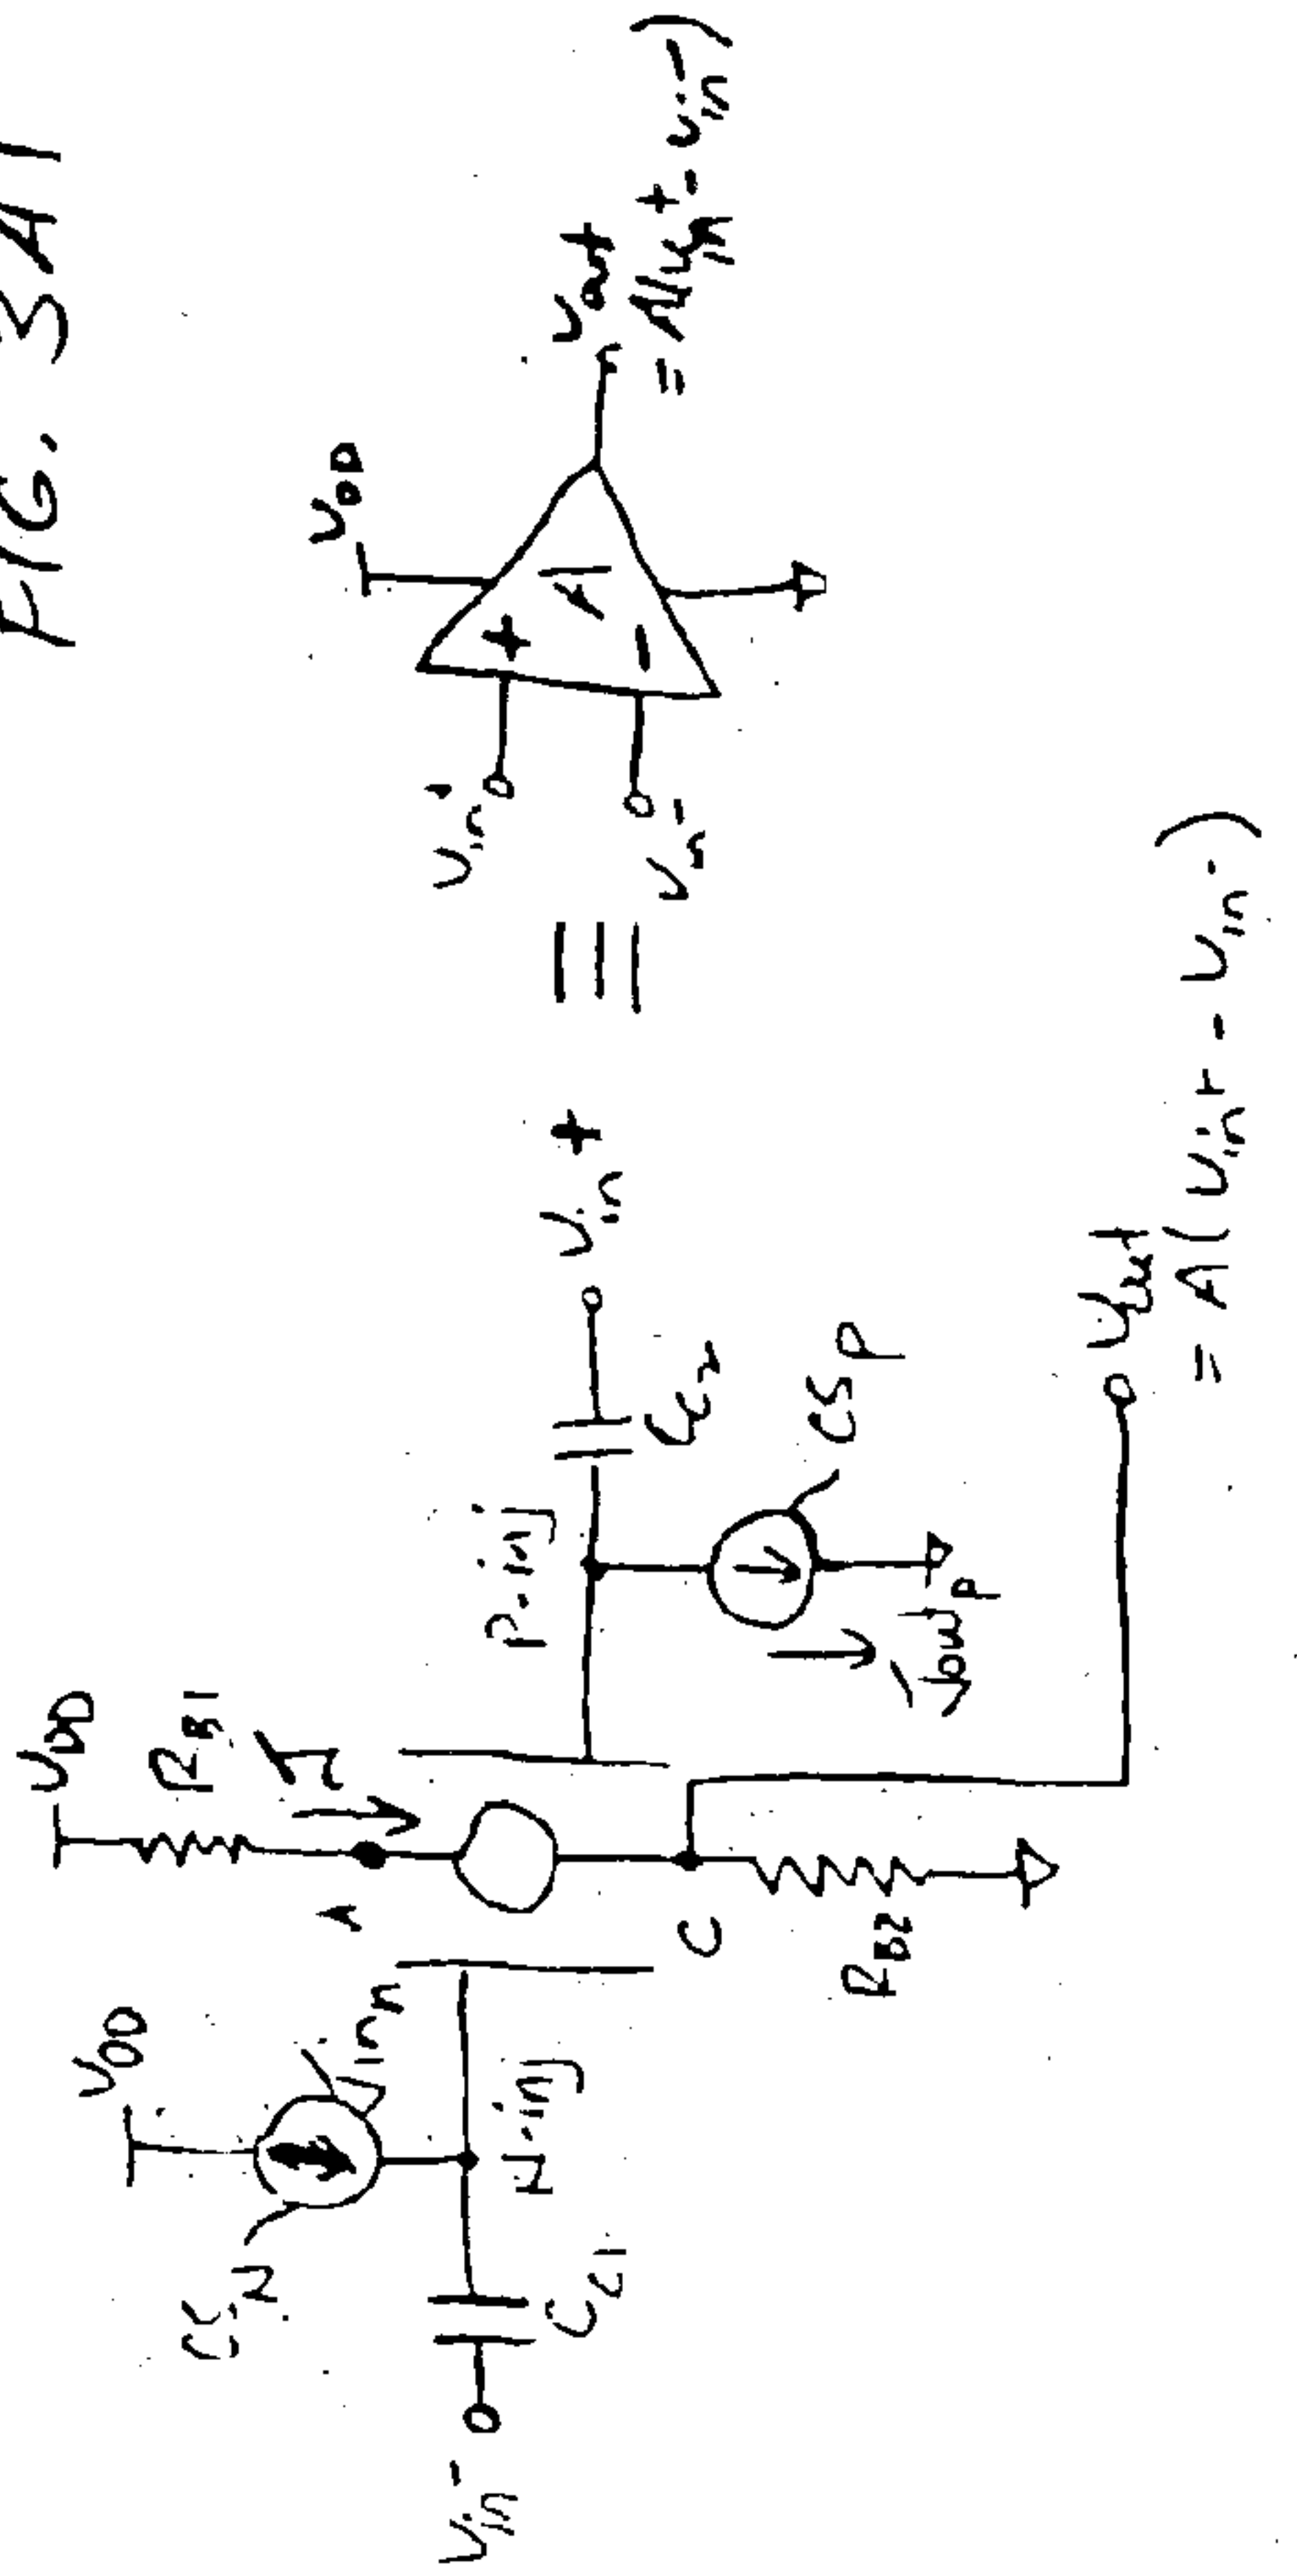 FIG. 3A1
VDD
VDD
RB1
I
A
CSN
iinn
Vin-
CC1
N-inj
P-inj
CC2
Vin+
CSP
ioutp
C
RB2
Vout
= A(vin+ - vin-)
≡
VDD
Vin+
Vin-
+
-
A
Vout
= A(vin+ - vin-)